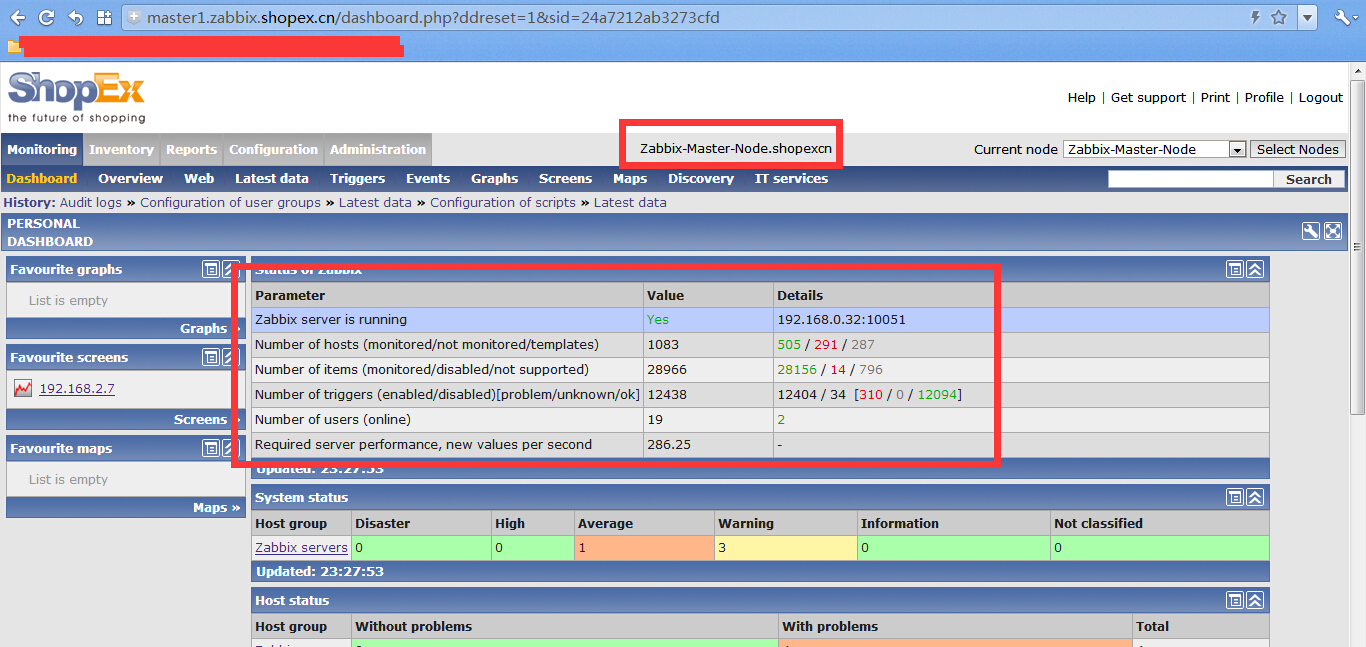 master1.zabbix.shopex.cn/dashboard.php?ddreset=1&sid=24a7212ab3273cfd
ShopEx
the future of shopping
Help | Get support | Print | Profile | Logout
Monitoring Inventory Reports Configuration Administration
Zabbix-Master-Node.shopexcn
Current node Zabbix-Master-Node Select Nodes
Dashboard Overview Web Latest data Triggers Events Graphs Screens Maps Discovery IT services Search
History: Audit logs » Configuration of user groups » Latest data » Configuration of scripts » Latest data
PERSONAL
DASHBOARD
Favourite graphs
List is empty
Graphs »
Favourite screens
192.168.2.7
Screens »
Favourite maps
List is empty
Maps »
Status of Zabbix
Parameter Value Details
Zabbix server is running Yes 192.168.0.32:10051
Number of hosts (monitored/not monitored/templates) 1083 505 / 291 / 287
Number of items (monitored/disabled/not supported) 28966 28156 / 14 / 796
Number of triggers (enabled/disabled)[problem/unknown/ok] 12438 12404 / 34 [310 / 0 / 12094]
Number of users (online) 19 2
Required server performance, new values per second 286.25 -
Updated: 23:27:53
System status
Host group Disaster High Average Warning Information Not classified
Zabbix servers 0 0 1 3 0 0
Updated: 23:27:53
Host status
Host group Without problems With problems Total